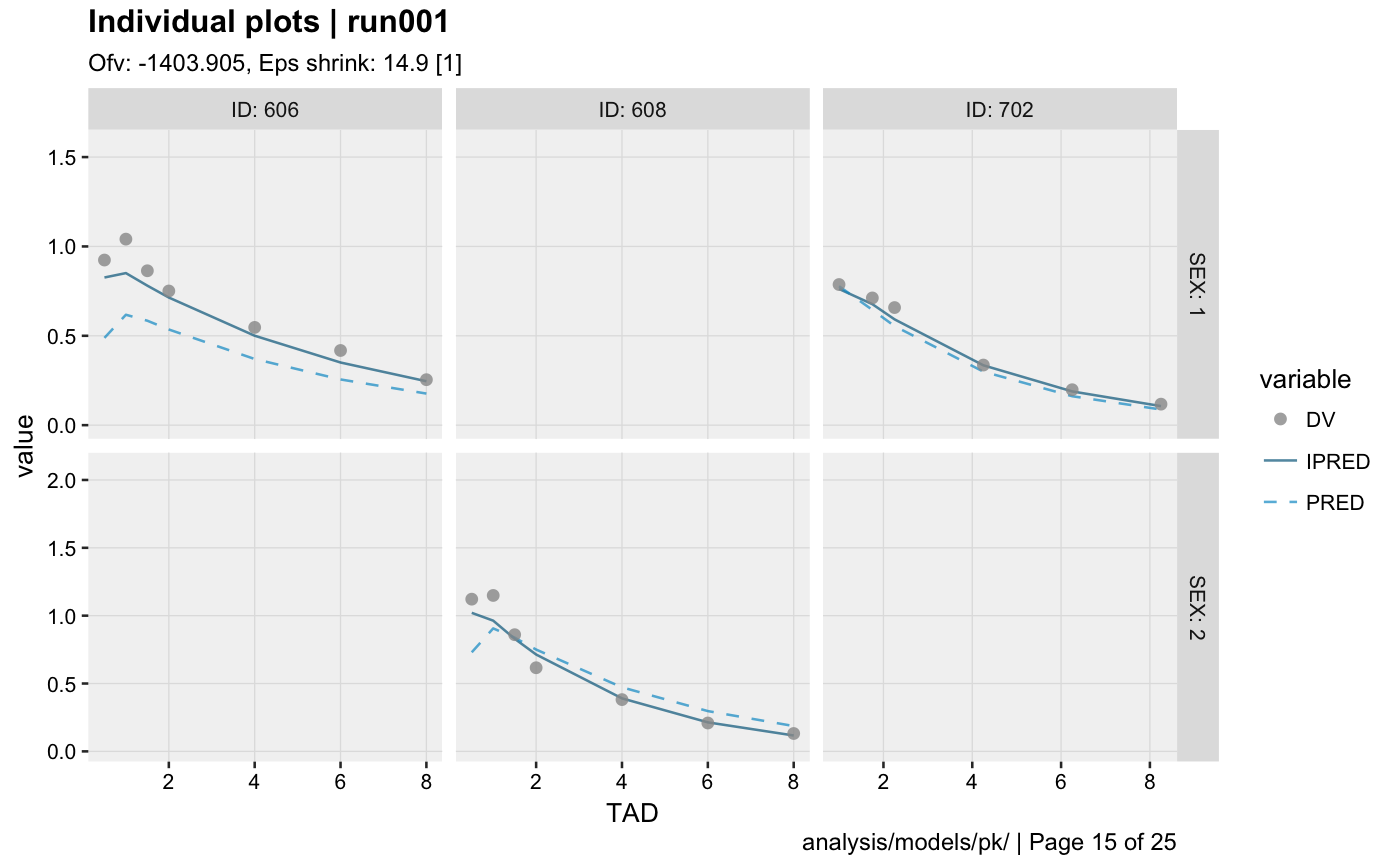 Individual plots | run001
Ofv: -1403.905, Eps shrink: 14.9 [1]
ID: 606
ID: 608
ID: 702
1.5
1.0
0.5
0.0
SEX: 1
2.0
1.5
1.0
0.5
0.0
SEX: 2
value
2 4 6 8
2 4 6 8
2 4 6 8
TAD
variable
DV
IPRED
PRED
analysis/models/pk/ | Page 15 of 25